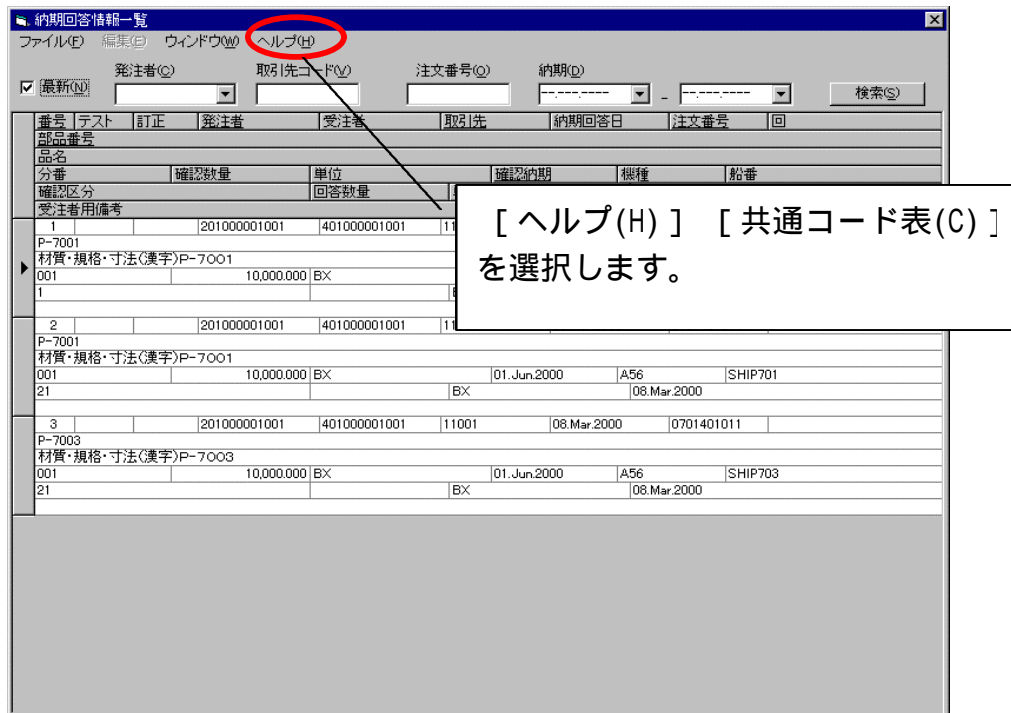 納期回答情報一覧
ファイル(F) 編集(E) ウィンドウ(W) ヘルプ(H)
発注者(C) 取引先コード(V) 注文番号(O) 納期(D)
最新(N) --.---.---- - --.---.---- 検索(S)
番号 テスト 訂正 発注者 受注者 取引先 納期回答日 注文番号 回
部品番号
品名
分番 確認数量 単位 確認納期 機種 船番
確認区分 回答数量
受注者用備考
[ヘルプ(H)] [共通コード表(C)]
を選択します。
1 201000001001 401000001001 11
P-7001
材質・規格・寸法(漢字)P-7001
001 10,000.000 BX
1
2 201000001001 401000001001 11
P-7001
材質・規格・寸法(漢字)P-7001
001 10,000.000 BX 01.Jun.2000 A56 SHIP701
21 BX 08.Mar.2000
3 201000001001 401000001001 11001 08.Mar.2000 0701401011
P-7003
材質・規格・寸法(漢字)P-7003
001 10,000.000 BX 01.Jun.2000 A56 SHIP703
21 BX 08.Mar.2000